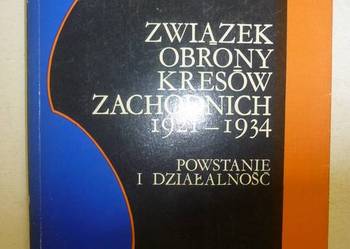 ZWIĄZEK
OBRONY
KRESÓW
ZACHODNICH
1921–1934
POWSTANIE
I DZIAŁALNOŚĆ